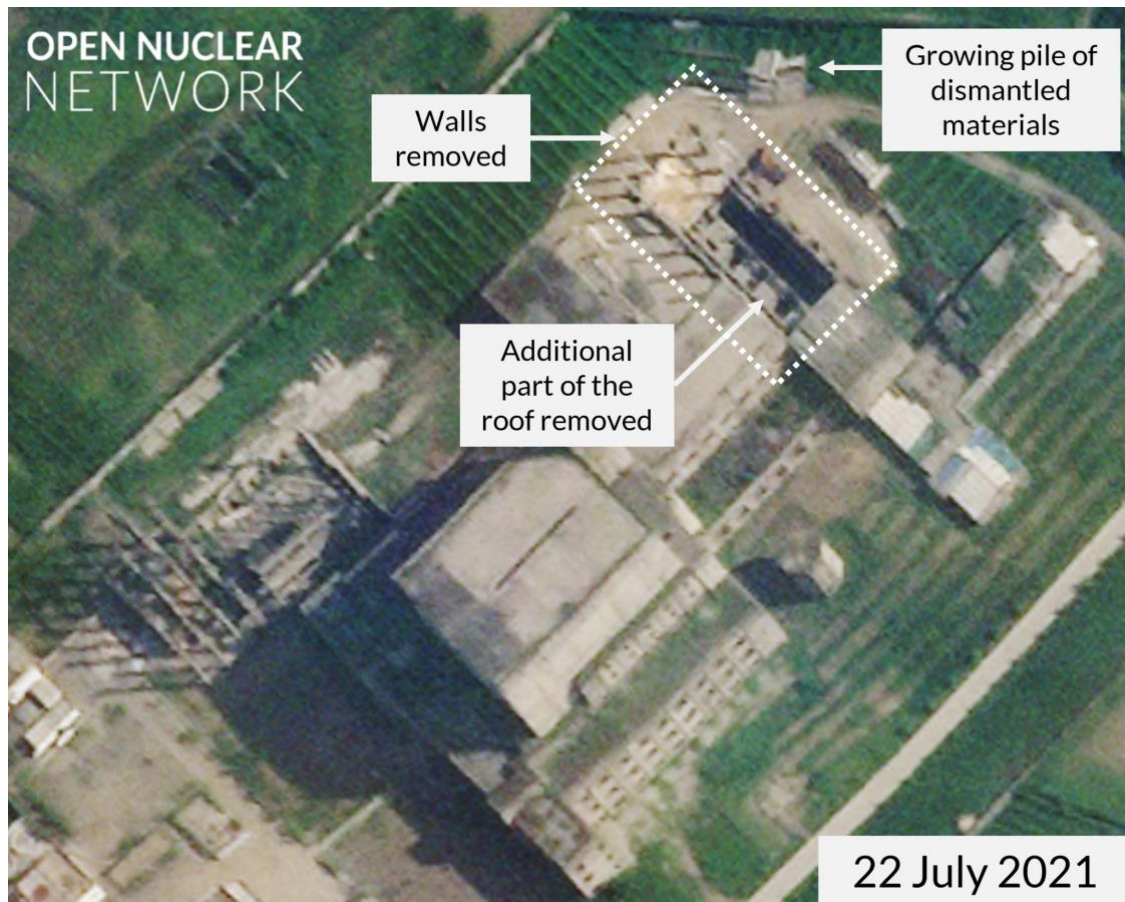 OPEN NUCLEAR
NETWORK
Walls
removed
Growing pile of
dismantled
materials
Additional
part of the
roof removed
22 July 2021